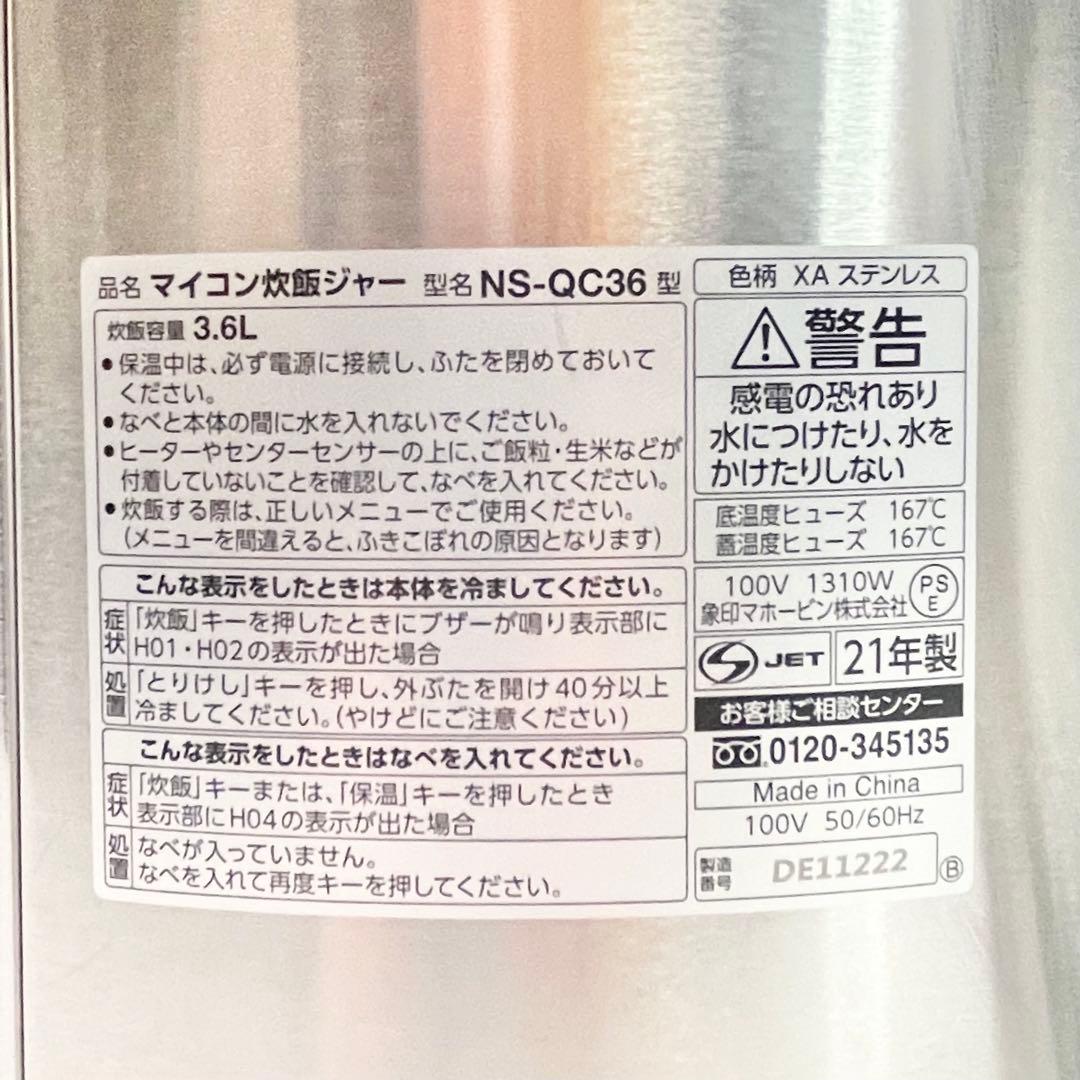 品名 マイコン炊飯ジャー 型名 NS-QC36 型
炊飯容量 3.6L
●保温中は、必ず電源に接続し、ふたを閉めておいて
ください。
●なべと本体の間に水を入れないでください。
●ヒーターやセンターセンサーの上に、ご飯粒・生米などが
付着していないことを確認して、なべを入れてください。
●炊飯する際は、正しいメニューでご使用ください。
(メニューを間違えると、ふきこぼれの原因となります)
こんな表示をしたときは本体を冷ましてください。
症状 「炊飯」キーを押したときにブザーが鳴り表示部に
H01・H02の表示が出た場合
処置 「とりけし」キーを押し、外ぶたを開け40分以上
冷ましてください。(やけどにご注意ください)
こんな表示をしたときはなべを入れてください。
症状 「炊飯」キーまたは、「保温」キーを押したとき
表示部にH04の表示が出た場合
処置 なべが入っていません。
なべを入れて再度キーを押してください。
色柄 XA ステンレス
警告
感電の恐れあり
水につけたり、水を
かけたりしない
底温度ヒューズ 167℃
蓋温度ヒューズ 167℃
100V 1310W
象印マホービン株式会社
PS
E
JET 21年製
お客様ご相談センター
0120-345135
Made in China
100V 50/60Hz
製造番号 DE11222 Ⓑ